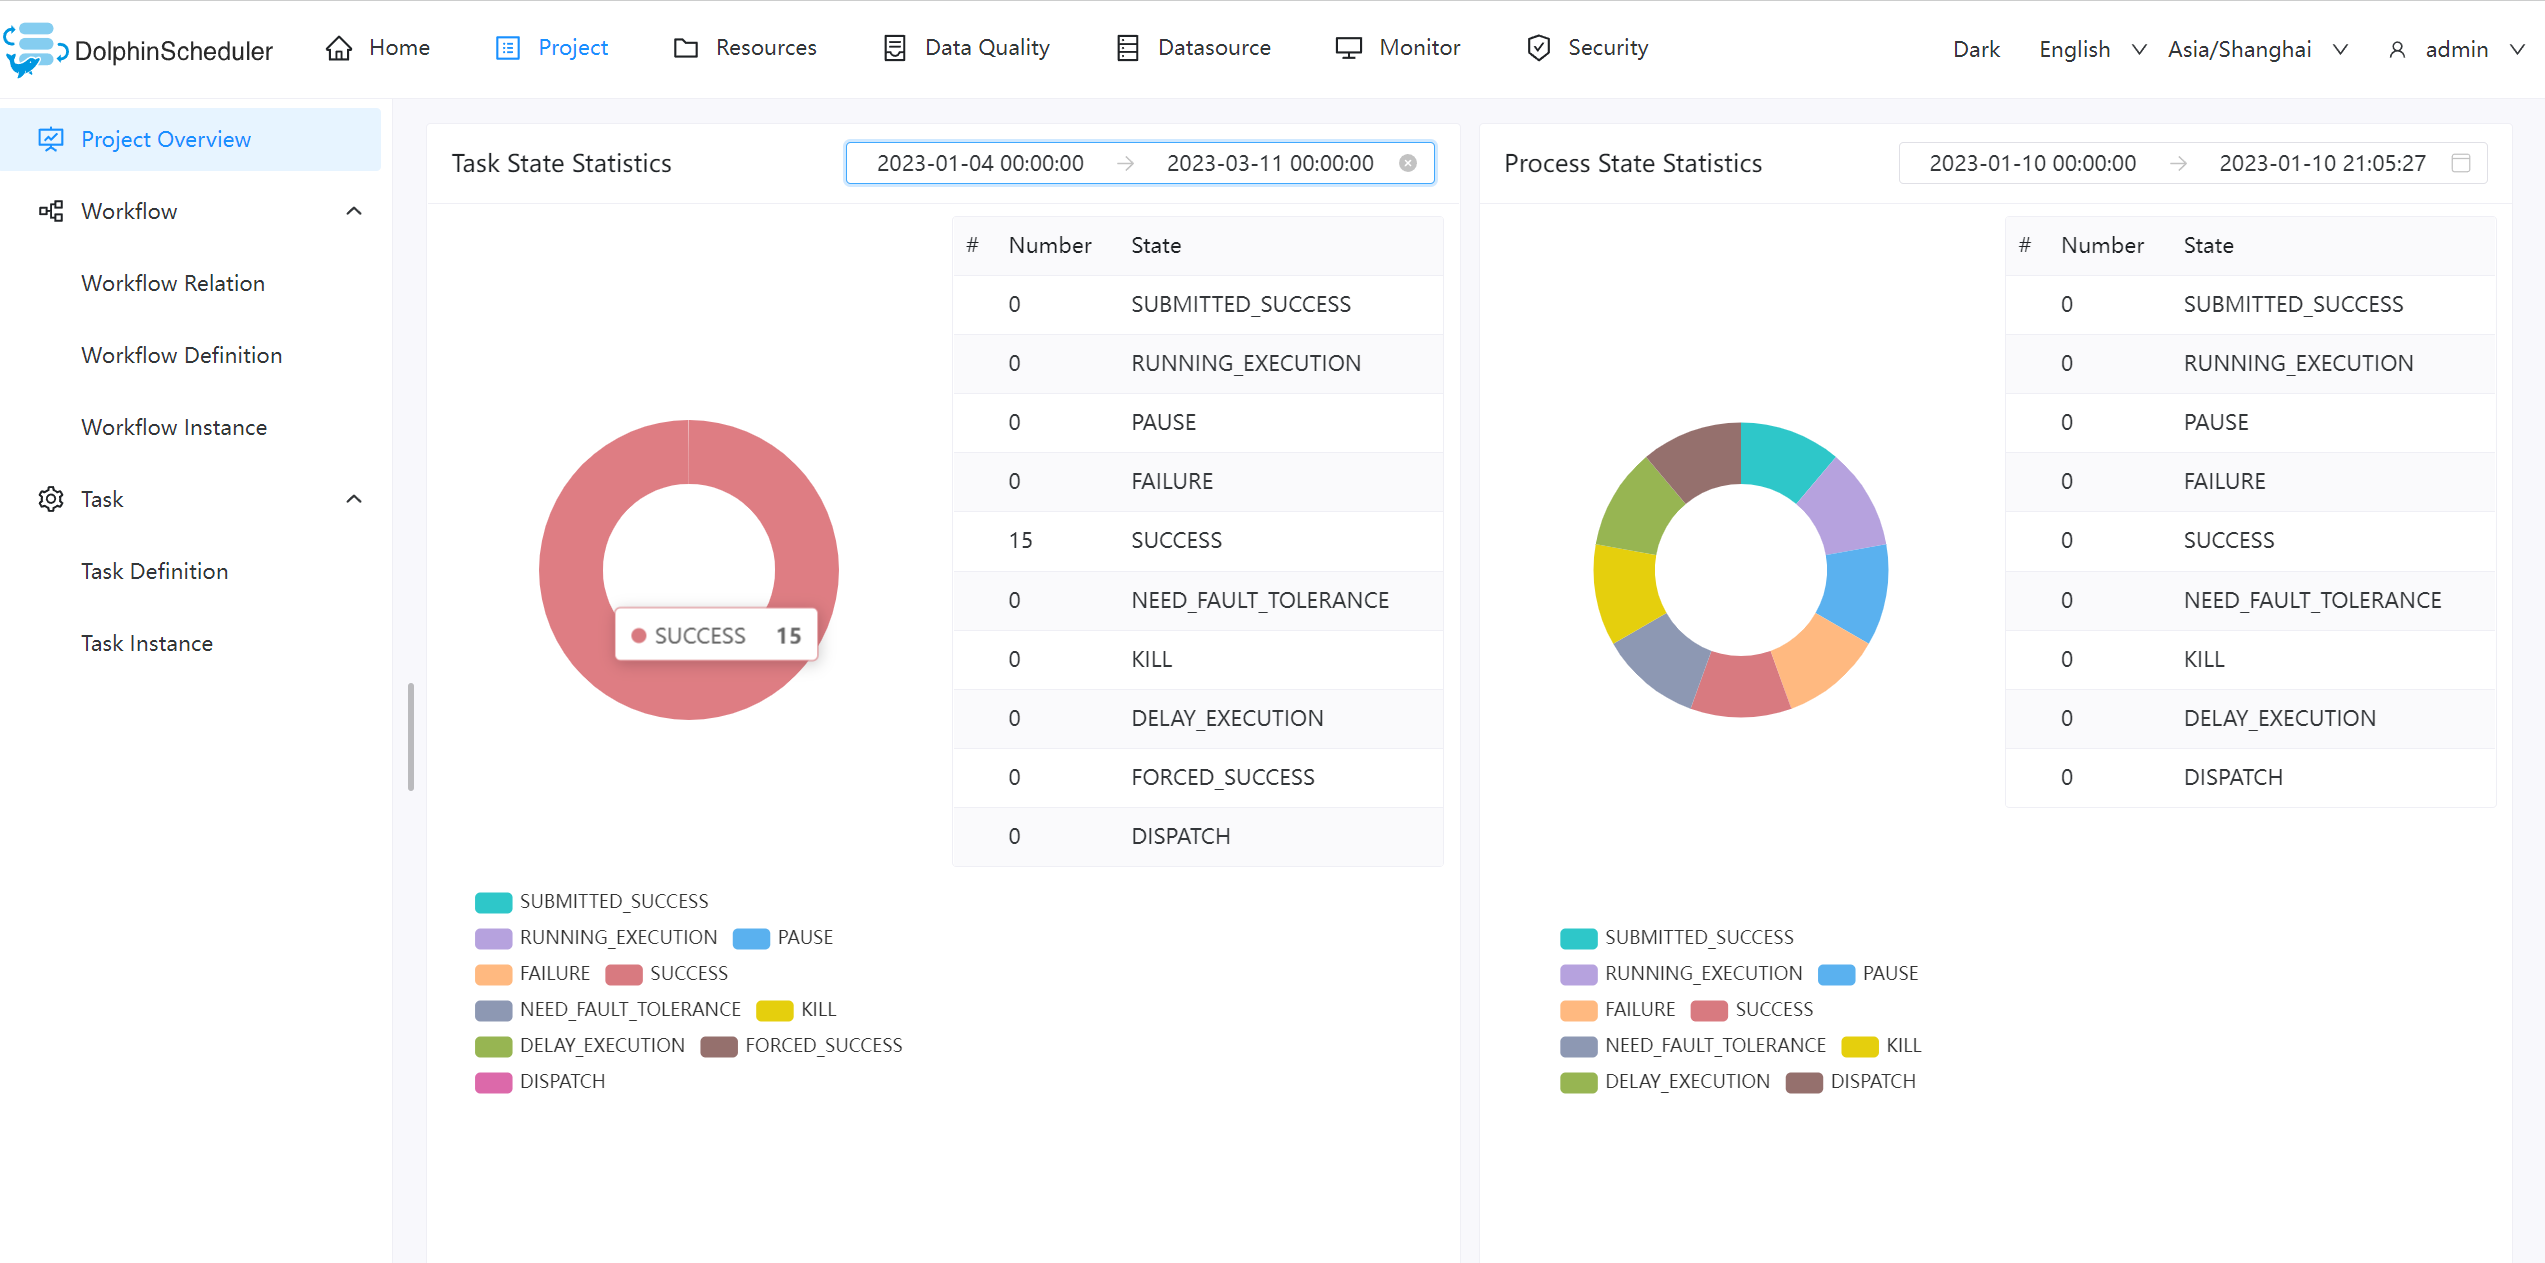 DolphinScheduler Home Project Resources Data Quality Datasource Monitor Security Dark English Asia/Shanghai admin
Project Overview
Workflow
Workflow Relation
Workflow Definition
Workflow Instance
Task
Task Definition
Task Instance
Task State Statistics 2023-01-04 00:00:00 2023-03-11 00:00:00
# Number State
0 SUBMITTED_SUCCESS
0 RUNNING_EXECUTION
0 PAUSE
0 FAILURE
15 SUCCESS
0 NEED_FAULT_TOLERANCE
0 KILL
0 DELAY_EXECUTION
0 FORCED_SUCCESS
0 DISPATCH
SUCCESS 15
SUBMITTED_SUCCESS
RUNNING_EXECUTION PAUSE
FAILURE SUCCESS
NEED_FAULT_TOLERANCE KILL
DELAY_EXECUTION FORCED_SUCCESS
DISPATCH
Process State Statistics 2023-01-10 00:00:00 2023-01-10 21:05:27
# Number State
0 SUBMITTED_SUCCESS
0 RUNNING_EXECUTION
0 PAUSE
0 FAILURE
0 SUCCESS
0 NEED_FAULT_TOLERANCE
0 KILL
0 DELAY_EXECUTION
0 DISPATCH
SUBMITTED_SUCCESS
RUNNING_EXECUTION PAUSE
FAILURE SUCCESS
NEED_FAULT_TOLERANCE KILL
DELAY_EXECUTION DISPATCH